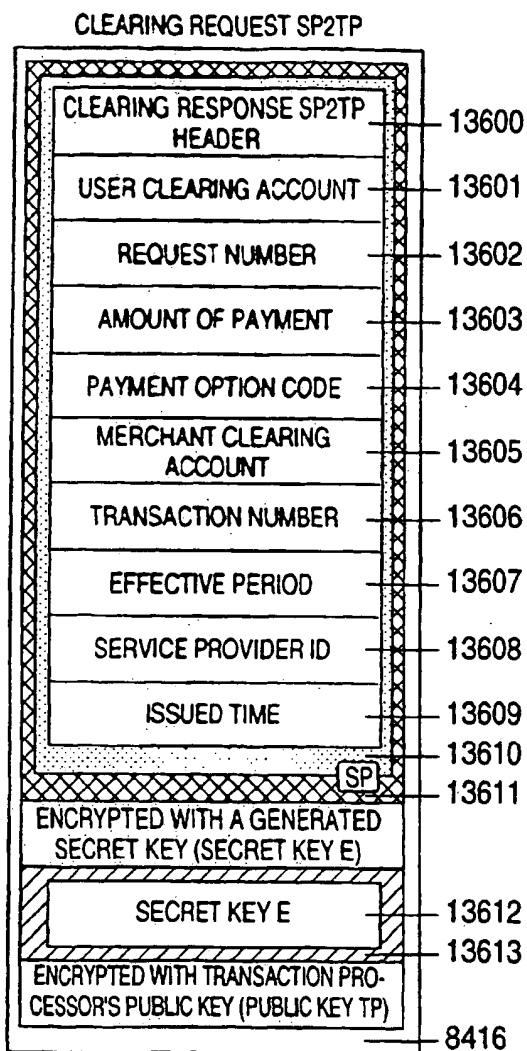 CLEARING REQUEST SP2TP
CLEARING RESPONSE SP2TP
HEADER
13600
USER CLEARING ACCOUNT
13601
REQUEST NUMBER
13602
AMOUNT OF PAYMENT
13603
PAYMENT OPTION CODE
13604
MERCHANT CLEARING
ACCOUNT
13605
TRANSACTION NUMBER
13606
EFFECTIVE PERIOD
13607
SERVICE PROVIDER ID
13608
ISSUED TIME
13609
13610
SP
13611
ENCRYPTED WITH A GENERATED
SECRET KEY (SECRET KEY E)
SECRET KEY E
13612
13613
ENCRYPTED WITH TRANSACTION PRO-
CESSOR'S PUBLIC KEY (PUBLIC KEY TP)
8416